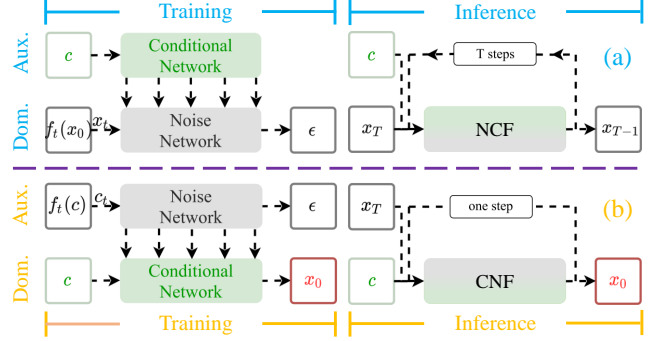 Training
Inference
Aux.
c
Conditional
Network
c
T steps
(a)
Dom.
f_t(x_0)
x_t
Noise
Network
ϵ
x_T
NCF
x_{T−1}
Aux.
f_t(c)
c_t
Noise
Network
ϵ
x_T
one step
(b)
Dom.
c
Conditional
Network
x_0
c
CNF
x_0
Training
Inference